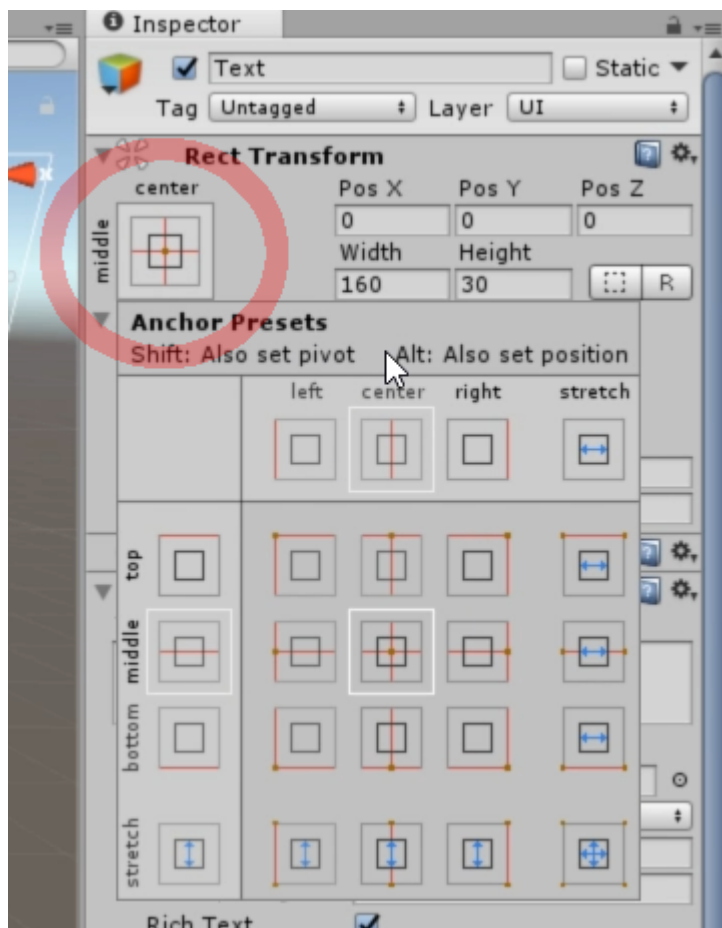 Inspector
Text
Static
Tag Untagged Layer UI
Rect Transform
center Pos X Pos Y Pos Z
middle
0 0 0
Width Height
160 30 R
Anchor Presets
Shift: Also set pivot Alt: Also set position
left center right stretch
top
middle
bottom
stretch
Rich Text
x